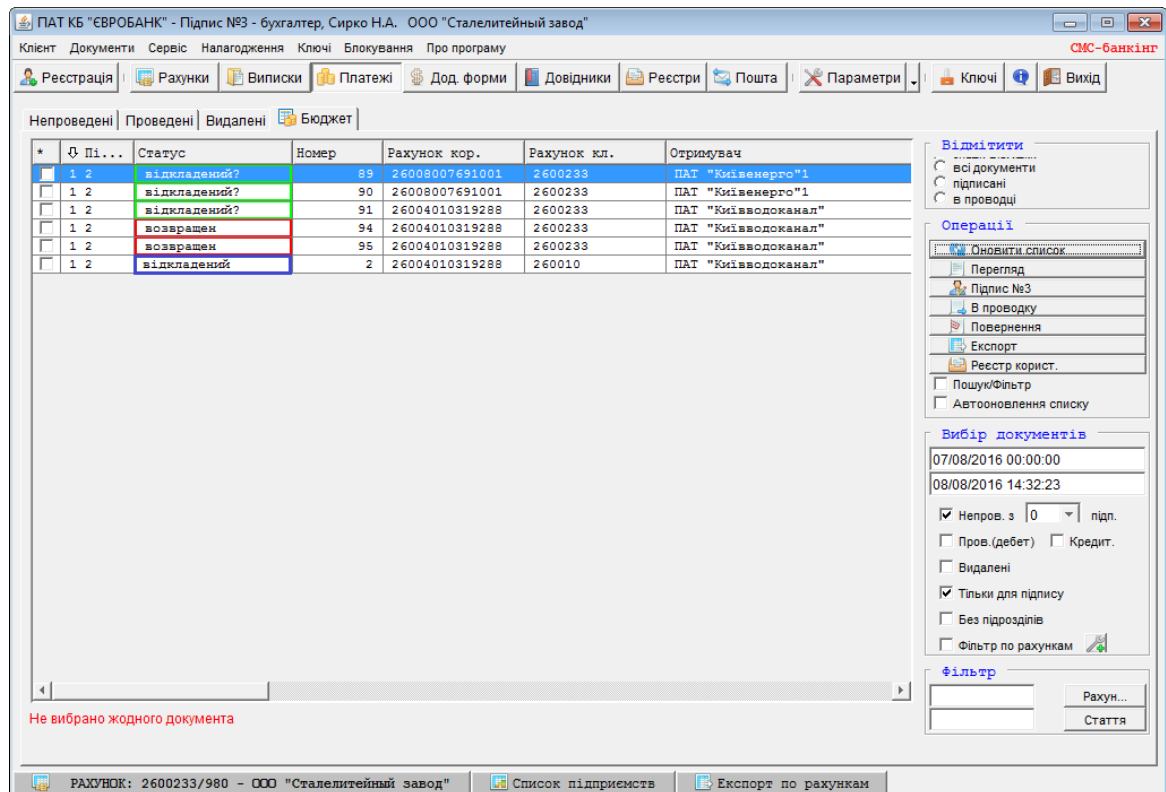 ПАТ КБ "ЄВРОБАНК" - Підпис №3 - бухгалтер, Сирко Н.А. ООО "Сталелитейный завод"
Клієнт Документи Сервіс Налагодження Ключі Блокування Про програму СМС-банкінг
Реєстрація Рахунки Виписки Платежі Дод. форми Довідники Реєстри Пошта Параметри Ключі Вихід
Непроведені Проведені Видалені Бюджет
* Пі... Статус Номер Рахунок кор. Рахунок кл. Отримувач
1 2 відкладений? 89 26008007691001 2600233 ПАТ "Київенерго"1
1 2 відкладений? 90 26008007691001 2600233 ПАТ "Київенерго"1
1 2 відкладений? 91 26004010319288 2600233 ПАТ "Київводоканал"
1 2 возвращен 94 26004010319288 2600233 ПАТ "Київводоканал"
1 2 возвращен 95 26004010319288 2600233 ПАТ "Київводоканал"
1 2 відкладений 2 26004010319288 260010 ПАТ "Київводоканал"
Не вибрано жодного документа
Відмітити
всі документи
підписані
в проводці
Операції
Оновити список
Перегляд
Підпис №3
В проводку
Повернення
Експорт
Реєстр корист.
Пошук/Фільтр
Автооновлення списку
Вибір документів
07/08/2016 00:00:00
08/08/2016 14:32:23
Непров. з 0 підп.
Пров.(дебет) Кредит.
Видалені
Тільки для підпису
Без підрозділів
Фільтр по рахункам
Фільтр
Рахун...
Стаття
РАХУНОК: 2600233/980 - ООО "Сталелитейный завод" Список підприємств Експорт по рахункам